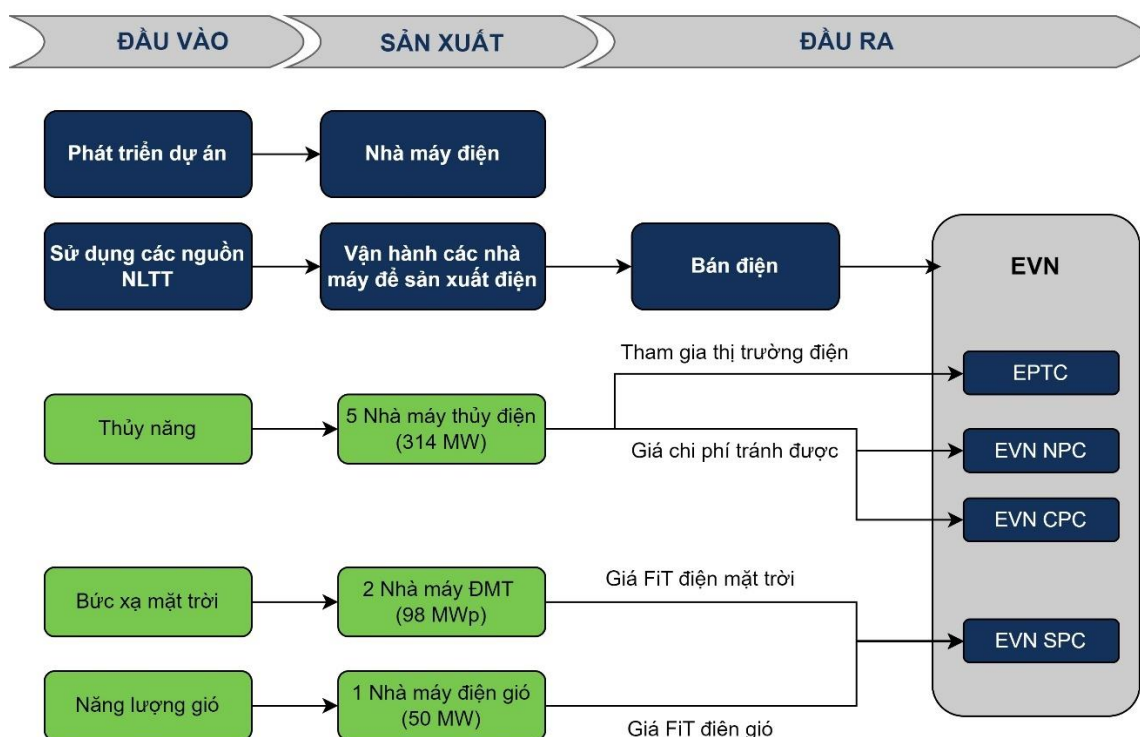 ĐẦU VÀO
SẢN XUẤT
ĐẦU RA
Phát triển dự án
Nhà máy điện
Sử dụng các nguồn
NLTT
Vận hành các nhà
máy để sản xuất điện
Bán điện
EVN
Tham gia thị trường điện
EPTC
Thủy năng
5 Nhà máy thủy điện
(314 MW)
Giá chi phí tránh được
EVN NPC
EVN CPC
Bức xạ mặt trời
2 Nhà máy ĐMT
(98 MWp)
Giá FiT điện mặt trời
EVN SPC
Năng lượng gió
1 Nhà máy điện gió
(50 MW)
Giá FiT điện gió